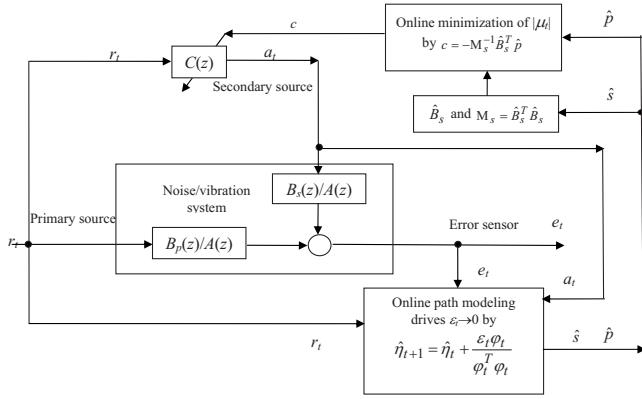 c
Online minimization of |μ_t|
by c = −M_s^{-1} B̂_s^T p̂
p̂
r_t
C(z)
a_t
Secondary source
B̂_s and M_s = B̂_s^T B̂_s
ŝ
Noise/vibration
system
B_s(z)/A(z)
Primary source
r_t
B_p(z)/A(z)
Error sensor
e_t
e_t
a_t
Online path modeling
drives ε_t→0 by
η̂_{t+1} = η̂_t + ε_t φ_t / φ_t^T φ_t
r_t
ŝ p̂